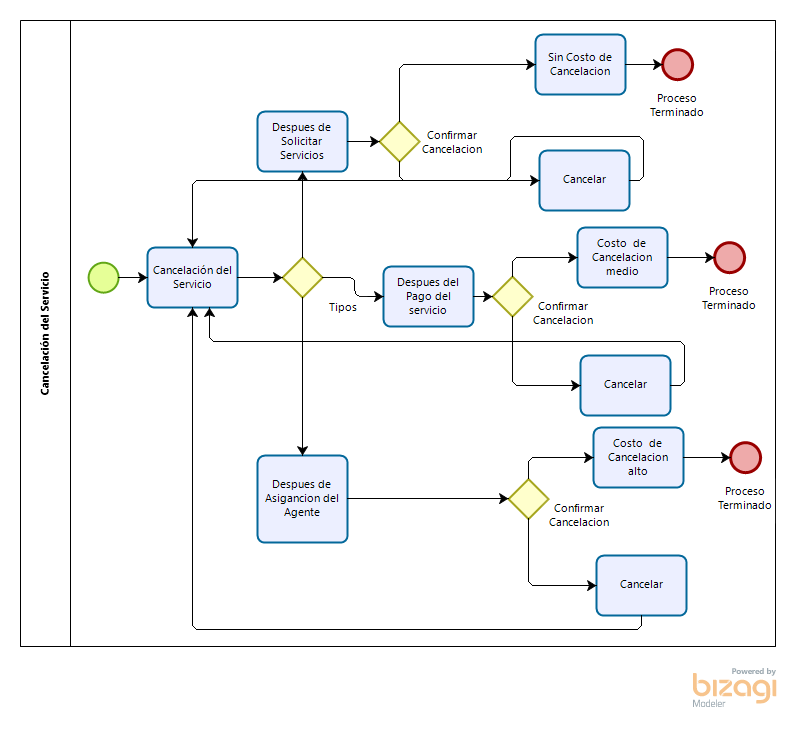 Cancelación del Servicio
Sin Costo de
Cancelacion
Proceso
Terminado
Despues de
Solicitar
Servicios
Confirmar
Cancelacion
Cancelar
Cancelación del
Servicio
Tipos
Despues del
Pago del
servicio
Confirmar
Cancelacion
Costo de
Cancelacion
medio
Proceso
Terminado
Cancelar
Despues de
Asigancion del
Agente
Confirmar
Cancelacion
Costo de
Cancelacion
alto
Proceso
Terminado
Cancelar
Powered by
bizagi
Modeler